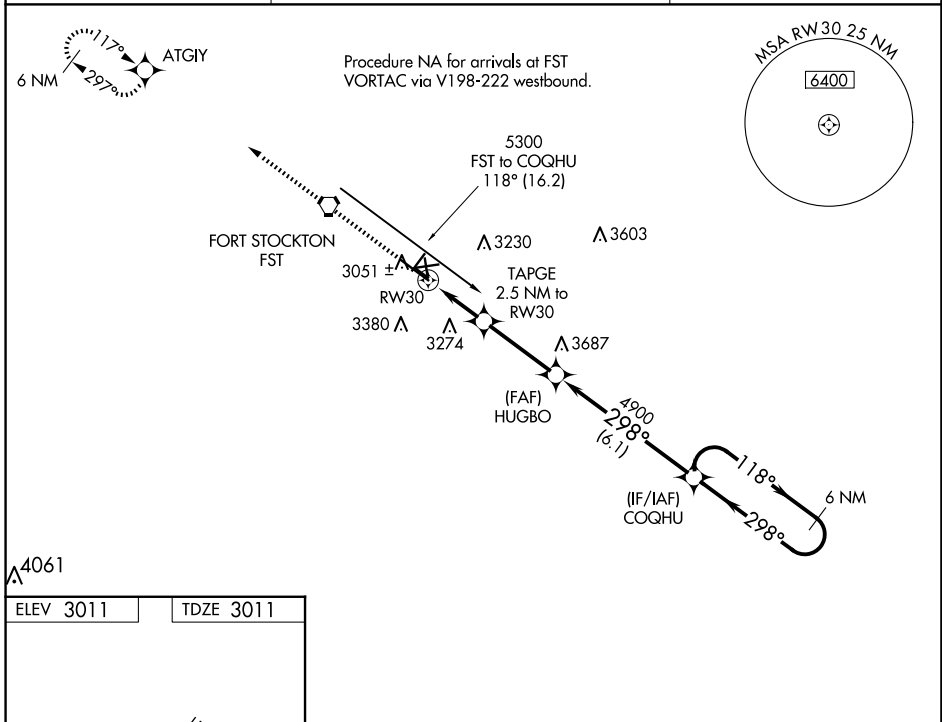 117°
ATGIY
6 NM
297°
Procedure NA for arrivals at FST
VORTAC via V198-222 westbound.
MSA RW30 25 NM
6400
5300
FST to COQHU
118° (16.2)
FORT STOCKTON
FST
3230
3603
3051 ±
RW30
TAPGE
2.5 NM to
RW30
3380
3274
3687
(FAF)
HUGBO
4900
298°
(6.1)
(IF/IAF)
COQHU
118°
6 NM
298°
4061
ELEV 3011
TDZE 3011